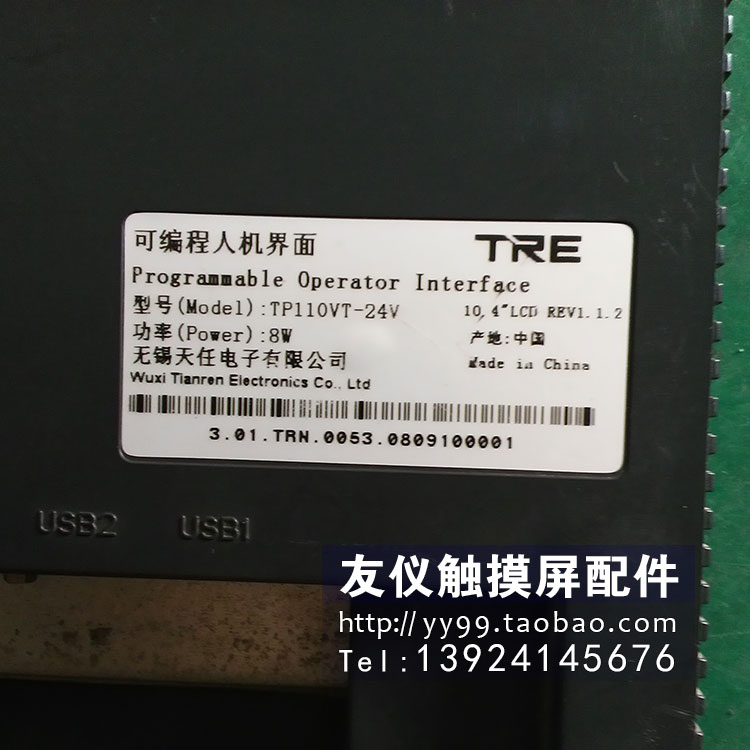 可编程人机界面
TRE
Programmable Operator Interface
型号(Model):TP110VT-24V
10.4"LCD REV1.1.2
功率(Power):8W
产地:中国
无锡天任电子有限公司
Made in China
Wuxi Tianren Electronics Co., Ltd
3.01.TRN.0053.0809100001
USB2 USB1
友仪触摸屏配件
http://yy99.taobao.com
Tel:13924145676